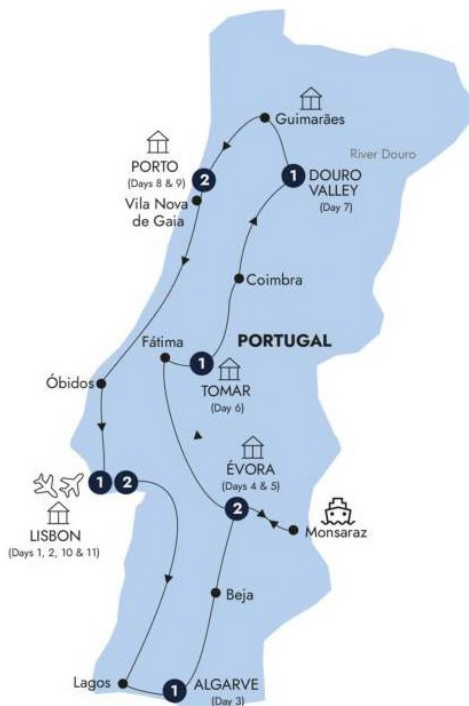 Guimarães
River Douro
PORTO
(Days 8 & 9)
2
Vila Nova
de Gaia
1
DOURO
VALLEY
(Day 7)
Coimbra
PORTUGAL
Fátima
1
TOMAR
(Day 6)
Óbidos
ÉVORA
(Days 4 & 5)
2
1 2
LISBON
(Days 1, 2, 10 & 11)
Monsaraz
Beja
Lagos
1
ALGARVE
(Day 3)